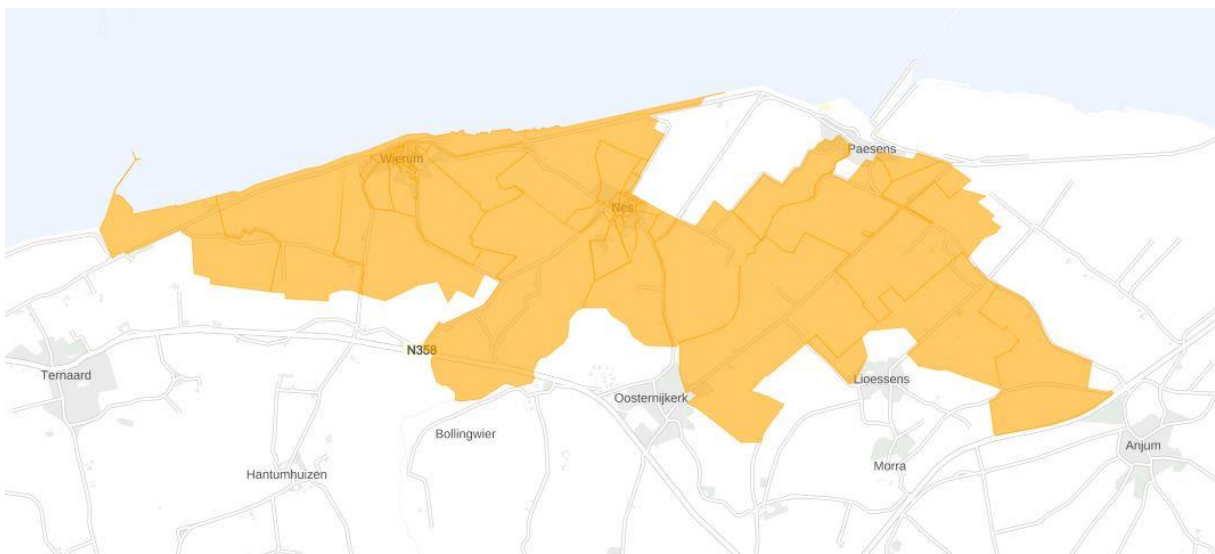 Paesens
Wierum
Nes
N358
Ternaard
Lioessens
Oosternijkerk
Bollingwier
Anjum
Morra
Hantumhuizen